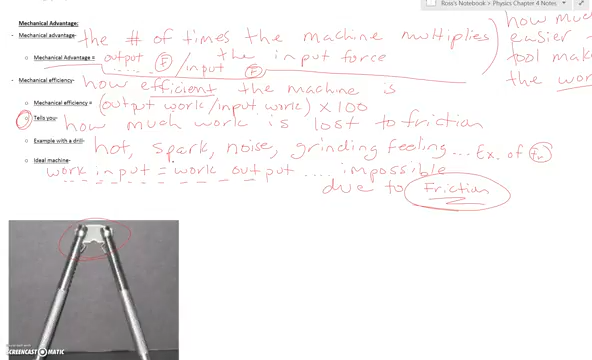 Ross's Notebook » Physics Chapter 4 Notes
how much
easier
tool make
the wor
Mechanical Advantage:
- Mechanical advantage- the # of times the machine multiplies
the input force
○ Mechanical Advantage = output F / input F
- Mechanical efficiency- how efficient the machine is
○ Mechanical efficiency = (output work/input work) × 100
○ Tells you- how much work is lost to friction
○ Example with a drill- hot, spark, noise, grinding feeling... Ex. of Fr
○ Ideal machine-
work input = work output .... impossible
due to Friction
SCREENCAST-O-MATIC